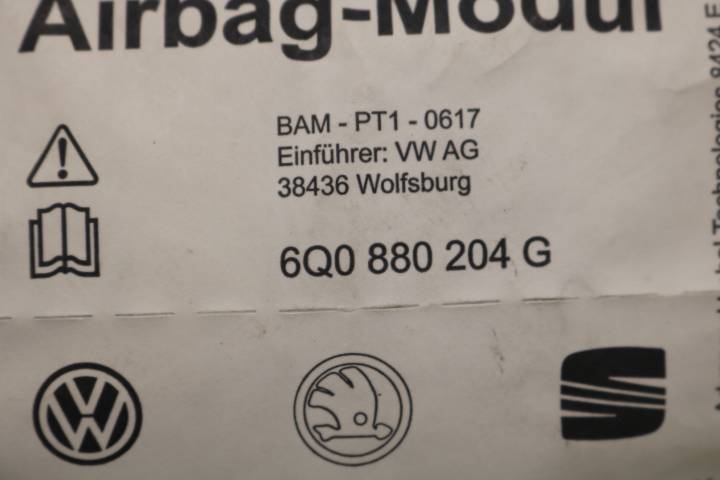 Airbag-Modul
BAM - PT1 - 0617
Einführer: VW AG
38436 Wolfsburg
6Q0 880 204 G